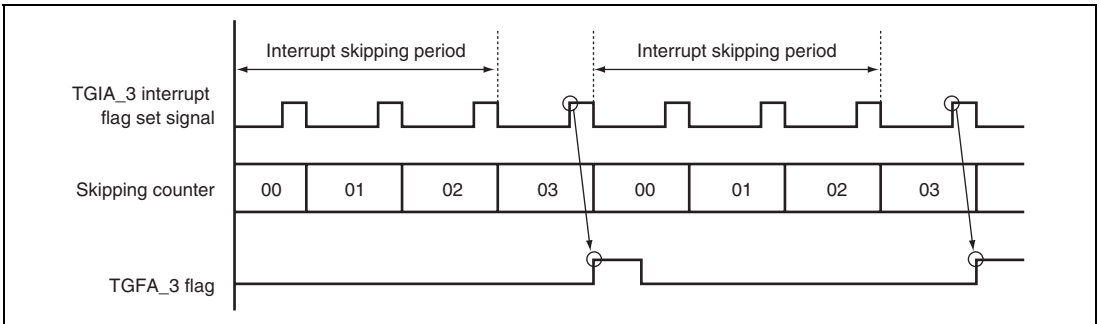 Interrupt skipping period Interrupt skipping period
TGIA_3 interrupt
flag set signal
Skipping counter 00 01 02 03 00 01 02 03
TGFA_3 flag